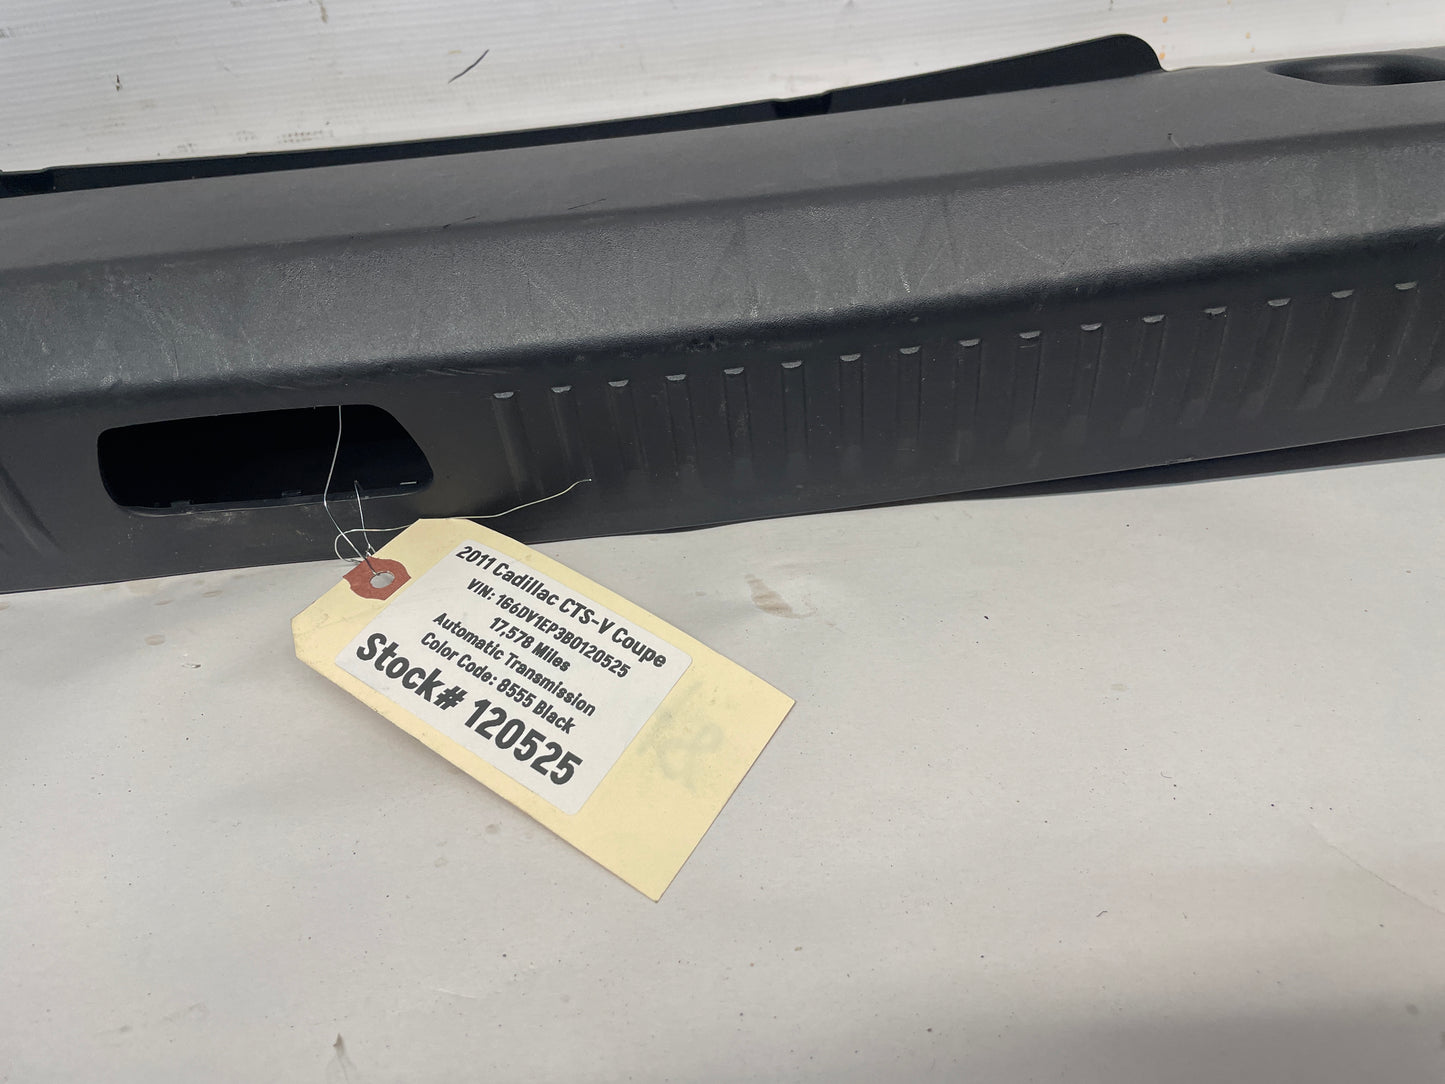 2011 Cadillac CTS-V Coupe
VIN: 1G6DV1EP3B0120525
17,578 Miles
Automatic Transmission
Color Code: 8555 Black
Stock# 120525